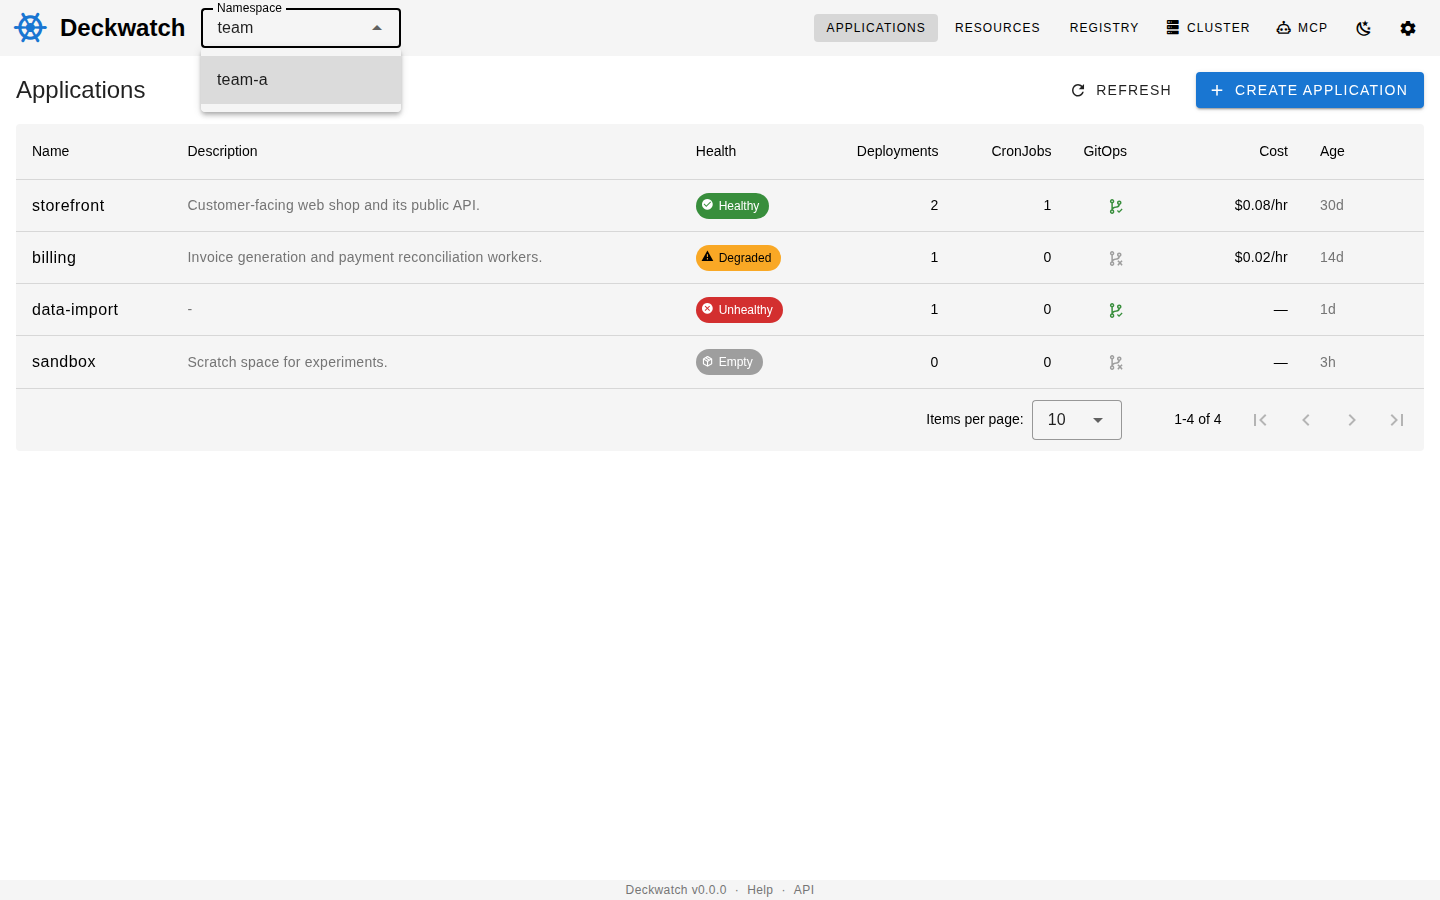 Deckwatch
Namespace
team
team-a
APPLICATIONS
RESOURCES
REGISTRY
CLUSTER
MCP
Applications
REFRESH
CREATE APPLICATION
Name Description Health Deployments CronJobs GitOps Cost Age
storefront Customer-facing web shop and its public API. Healthy 2 1 $0.08/hr 30d
billing Invoice generation and payment reconciliation workers. Degraded 1 0 $0.02/hr 14d
data-import - Unhealthy 1 0 — 1d
sandbox Scratch space for experiments. Empty 0 0 — 3h
Items per page: 10 1-4 of 4
Deckwatch v0.0.0 · Help · API